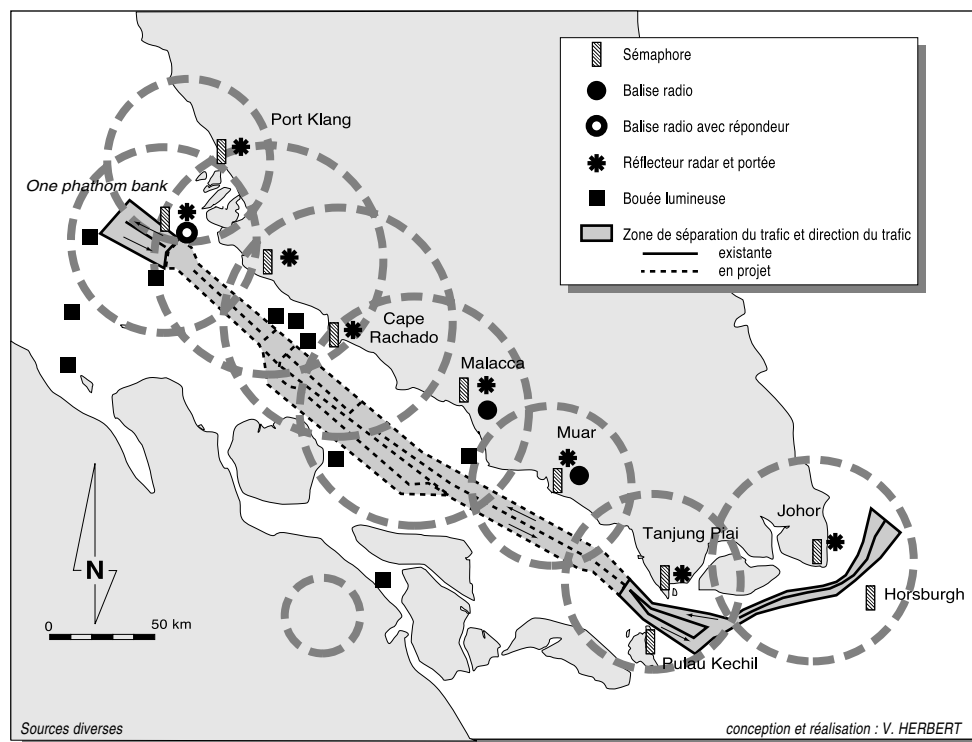 Sémaphore
Balise radio
Balise radio avec répondeur
Réflecteur radar et portée
Bouée lumineuse
Zone de séparation du trafic et direction du trafic
existante
en projet
Port Klang
One phathom bank
Cape
Rachado
Malacca
Muar
Tanjung Piai
Johor
Horsburgh
Pulau Kechil
N
0 50 km
Sources diverses
conception et réalisation : V. HERBERT